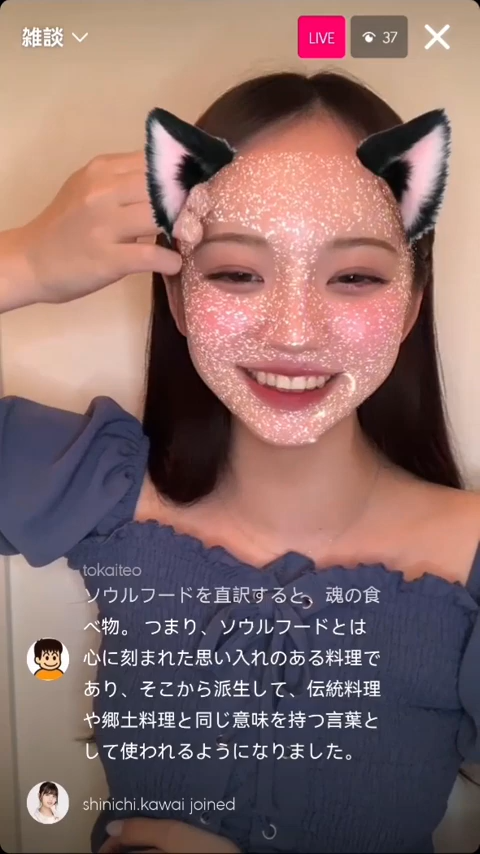 雑談
LIVE
37
tokaiteo
ソウルフードを直訳すると。魂の食
べ物。 つまり、ソウルフードとは
心に刻まれた思い入れのある料理で
あり、そこから派生して、伝統料理
や郷土料理と同じ意味を持つ言葉と
して使われるようになりました。
shinichi.kawai joined